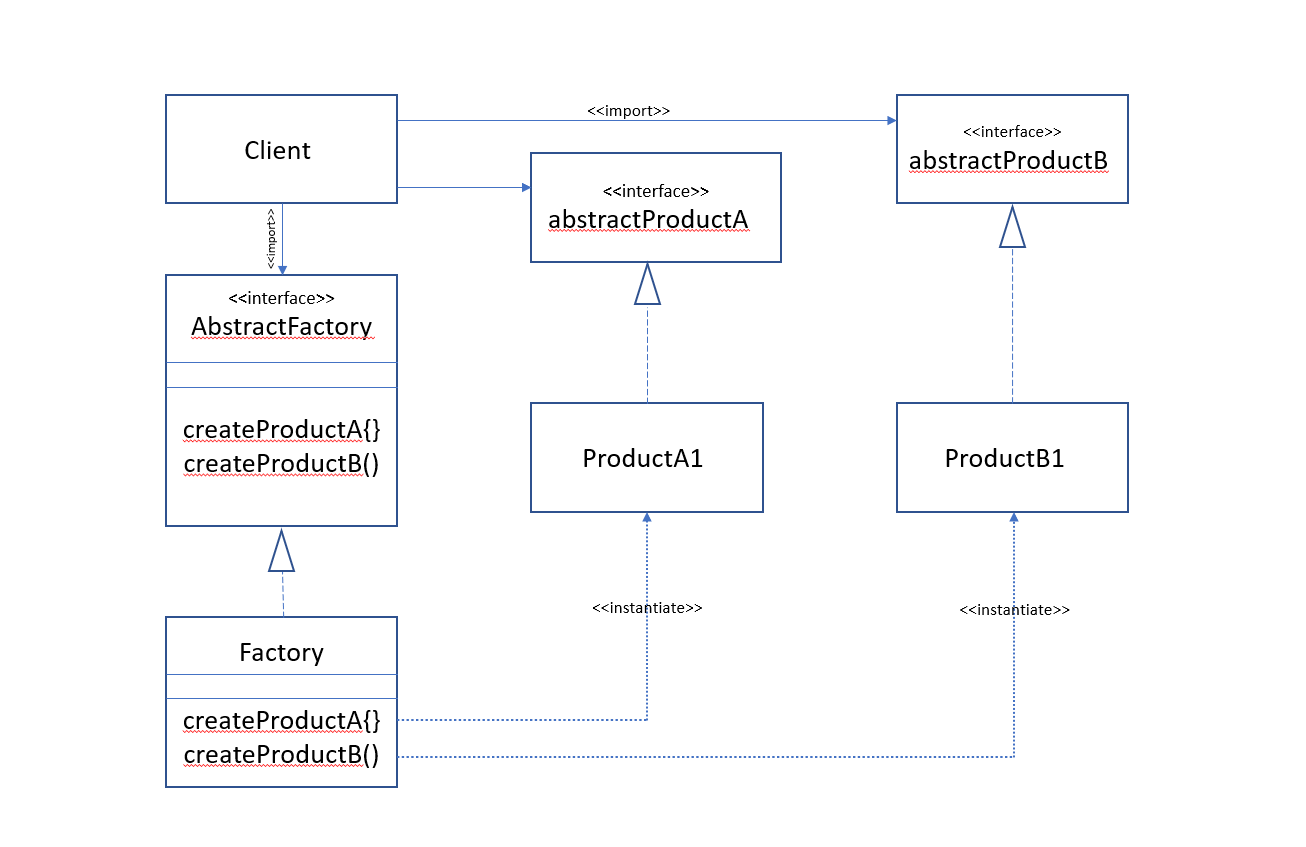 <<import>>
Client
<<interface>>
abstractProductB
<<interface>>
abstractProductA
<<import>>
<<interface>>
AbstractFactory
createProductA{}
createProductB()
ProductA1
ProductB1
<<instantiate>>
<<instantiate>>
Factory
createProductA{}
createProductB()